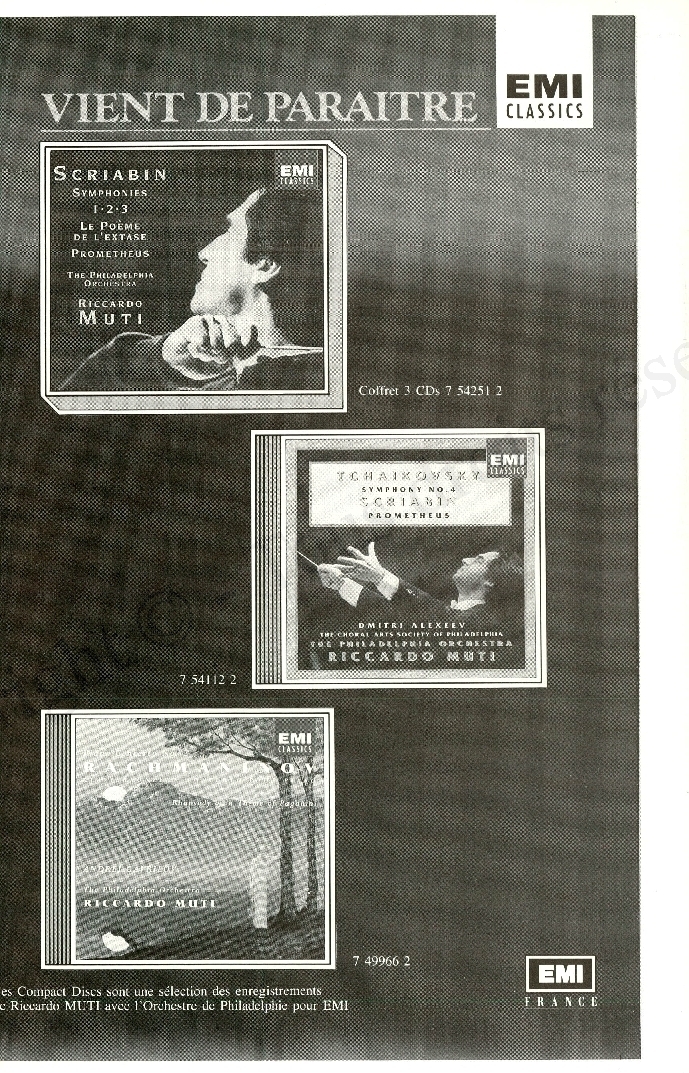 EMI
CLASSICS
VIENT DE PARAITRE
SCRIABIN
SYMPHONIES
1·2·3
LE POÈME
DE L'EXTASE
PROMETHEUS
THE PHILADELPHIA
ORCHESTRA
RICCARDO
MUTI
EMI
CLASSICS
Coffret 3 CDs 7 54251 2
EMI
CLASSICS
TCHAIKOVSKY
SYMPHONY NO.4
SCRIABIN
PROMETHEUS
DMITRI ALEXEEV
THE CHORAL ARTS SOCIETY OF PHILADELPHIA
THE PHILADELPHIA ORCHESTRA
RICCARDO MUTI
7 54112 2
EMI
CLASSICS
RACHMANINOV
Rhapsody on a Theme of Paganini
The Philadelphia Orchestra
RICCARDO MUTI
7 49966 2
es Compact Discs sont une sélection des enregistrements
e Riccardo MUTI avec l'Orchestre de Philadelphie pour EMI
EMI
FRANCE